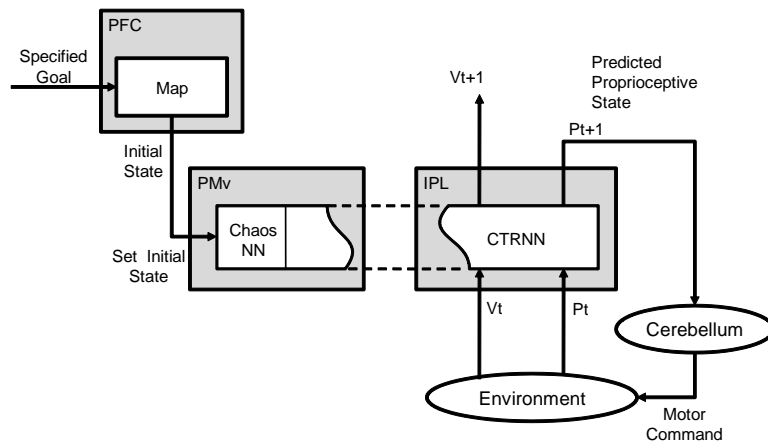 PFC
Specified
Goal
Map
Initial
State
PMv
Chaos
NN
Set Initial
State
Vt+1
Predicted
Proprioceptive
State
Pt+1
IPL
CTRNN
Vt
Pt
Cerebellum
Environment
Motor
Command